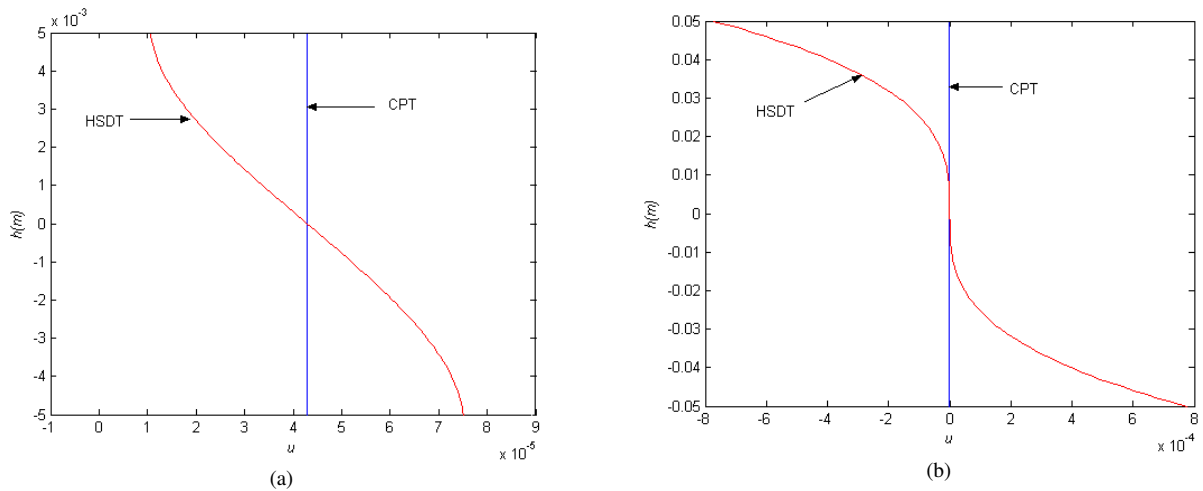 x 10⁻³
5
4
3
2
1
0
-1
-2
-3
-4
-5
h(m)
HSDT
CPT
-1 0 1 2 3 4 5 6 7 8 9
u
x 10⁻⁵
(a)
0.05
0.04
0.03
0.02
0.01
0
-0.01
-0.02
-0.03
-0.04
-0.05
h(m)
HSDT
CPT
-8 -6 -4 -2 0 2 4 6 8
u
x 10⁻⁴
(b)